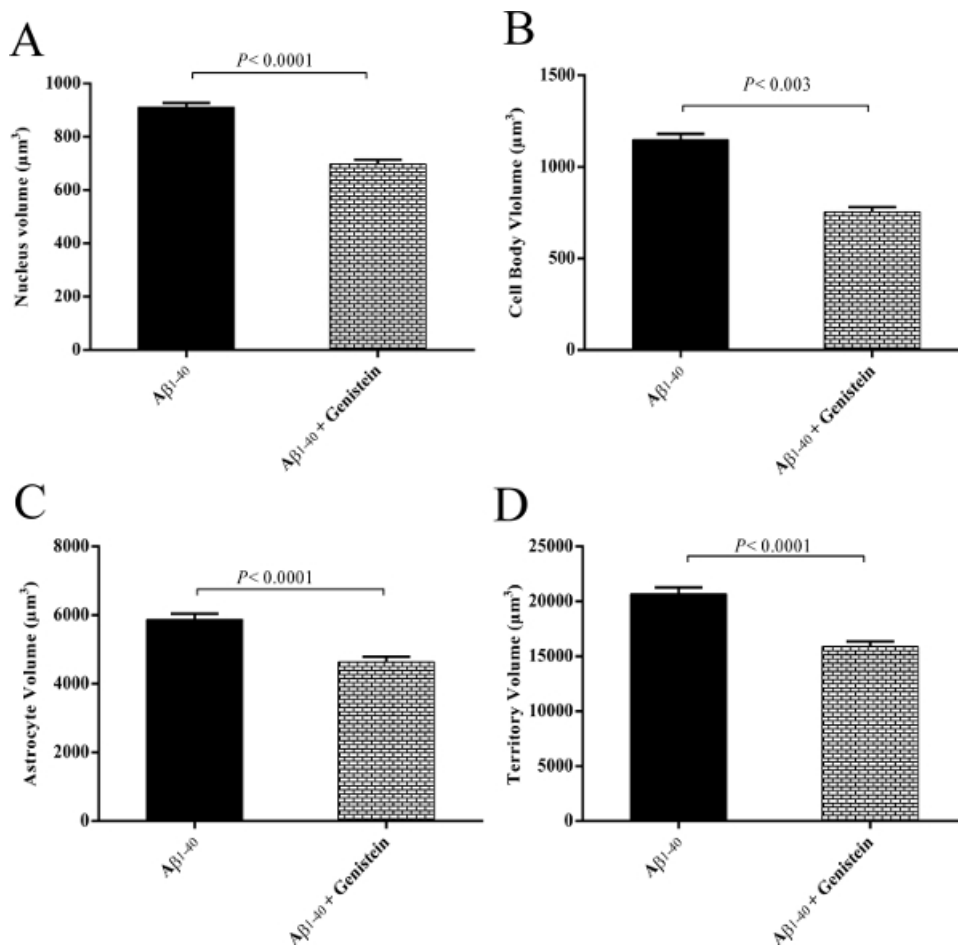 A
P< 0.0001
Nucleus volume (µm³)
1000
800
600
400
200
0
Aβ1-40
Aβ1-40 + Genistein
B
P< 0.003
Cell Body Vlolume (µm³)
1500
1000
500
0
Aβ1-40
Aβ1-40 + Genistein
C
P< 0.0001
Astrocyte Volume (µm³)
8000
6000
4000
2000
0
Aβ1-40
Aβ1-40 + Genistein
D
P< 0.0001
Territory Volume (µm³)
25000
20000
15000
10000
5000
0
Aβ1-40
Aβ1-40 + Genistein